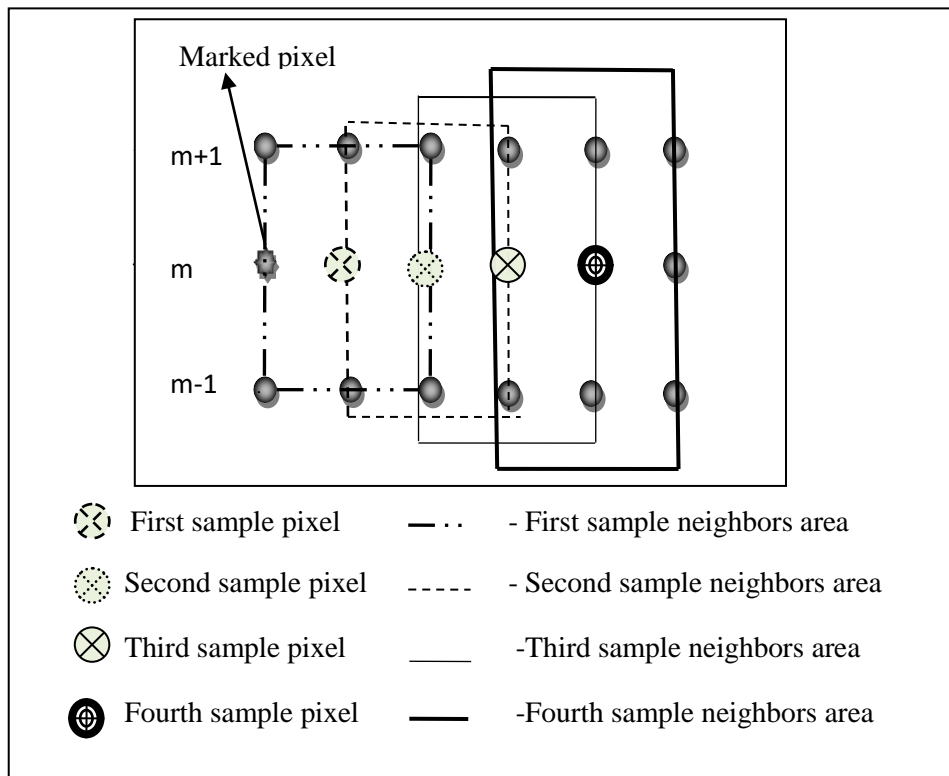 Marked pixel
m+1
m
m-1
First sample pixel - First sample neighbors area
Second sample pixel - Second sample neighbors area
Third sample pixel -Third sample neighbors area
Fourth sample pixel -Fourth sample neighbors area